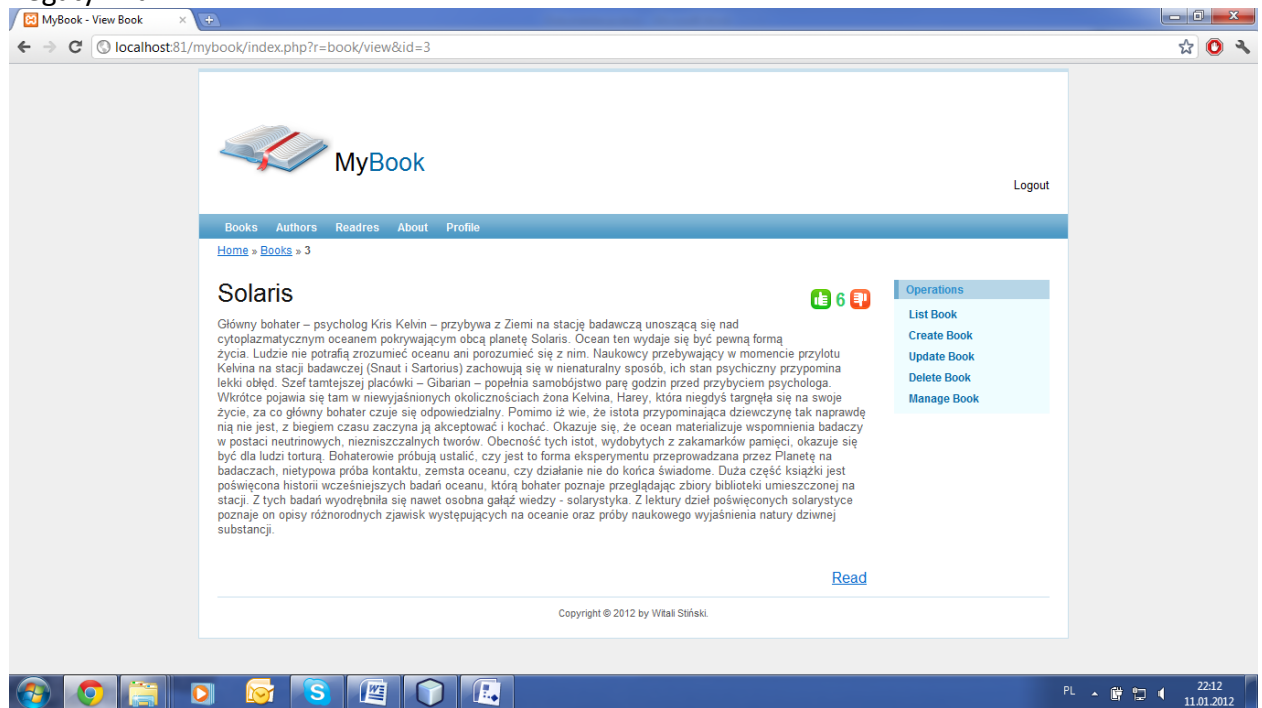 MyBook - View Book
localhost:81/mybook/index.php?r=book/view&id=3
MyBook
Logout
Books Authors Readres About Profile
Home » Books » 3
Solaris
6
Główny bohater – psycholog Kris Kelvin – przybywa z Ziemi na stację badawczą unoszącą się nad
cytoplazmatycznym oceanem pokrywającym obcą planetę Solaris. Ocean ten wydaje się być pewną formą
życia. Ludzie nie potrafią zrozumieć oceanu ani porozumieć się z nim. Naukowcy przebywający w momencie przylotu
Kelvina na stacji badawczej (Snaut i Sartorius) zachowują się w nienaturalny sposób, ich stan psychiczny przypomina
lekki obłęd. Szef tamtejszej placówki – Gibarian – popełnia samobójstwo parę godzin przed przybyciem psychologa.
Wkrótce pojawia się tam w niewyjaśnionych okolicznościach żona Kelvina, Harey, która niegdyś targnęła się na swoje
życie, za co główny bohater czuje się odpowiedzialny. Pomimo iż wie, że istota przypominająca dziewczynę tak naprawdę
nią nie jest, z biegiem czasu zaczyna ją akceptować i kochać. Okazuje się, że ocean materializuje wspomnienia badaczy
w postaci neutrinowych, niezniszczalnych tworów. Obecność tych istot, wydobytych z zakamarków pamięci, okazuje się
być dla ludzi torturą. Bohaterowie próbują ustalić, czy jest to forma eksperymentu przeprowadzana przez Planetę na
badaczach, nietypowa próba kontaktu, zemsta oceanu, czy działanie nie do końca świadome. Duża część książki jest
poświęcona historii wcześniejszych badań oceanu, którą bohater poznaje przeglądając zbiory biblioteki umieszczonej na
stacji. Z tych badań wyodrębniła się nawet osobna gałąź wiedzy - solarystyka. Z lektury dzieł poświęconych solarystyce
poznaje on opisy różnorodnych zjawisk występujących na oceanie oraz próby naukowego wyjaśnienia natury dziwnej
substancji.
Read
Operations
List Book
Create Book
Update Book
Delete Book
Manage Book
Copyright © 2012 by Witali Stiński.
PL
22:12
11.01.2012